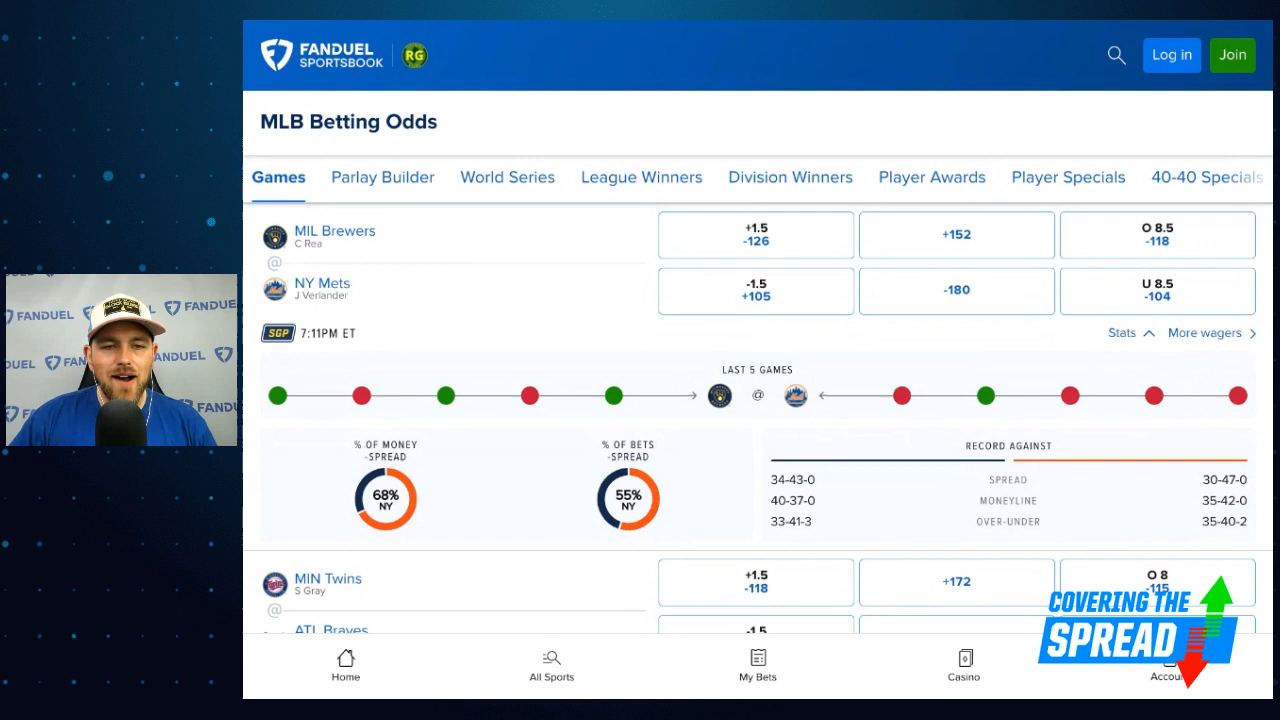 FANDUEL
SPORTSBOOK
RG
Log in
Join
MLB Betting Odds
Games
Parlay Builder
World Series
League Winners
Division Winners
Player Awards
Player Specials
40-40 Specials
MIL Brewers
C Rea
+1.5
-126
+152
O 8.5
-118
@
NY Mets
J Verlander
-1.5
+105
-180
U 8.5
-104
SGP
7:11PM ET
Stats
More wagers
LAST 5 GAMES
@
% OF MONEY
-SPREAD
68%
NY
% OF BETS
-SPREAD
55%
NY
RECORD AGAINST
34-43-0 SPREAD 30-47-0
40-37-0 MONEYLINE 35-42-0
33-41-3 OVER-UNDER 35-40-2
MIN Twins
S Gray
+1.5
-118
+172
O 8
-115
@
ATL Braves
-1.5
COVERING THE
SPREAD
Home
All Sports
My Bets
Casino
Accou
FANDUEL
FANDUEL
FAN
DUEL
FANDUEL
FANDU